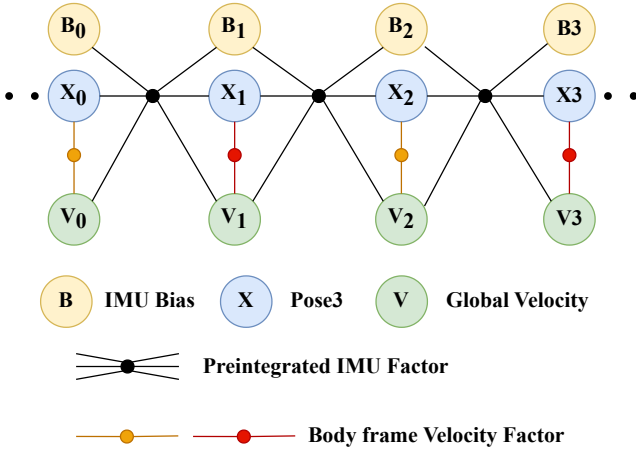 B0 B1 B2 B3
X0 X1 X2 X3
V0 V1 V2 V3
B IMU Bias X Pose3 V Global Velocity
Preintegrated IMU Factor
Body frame Velocity Factor